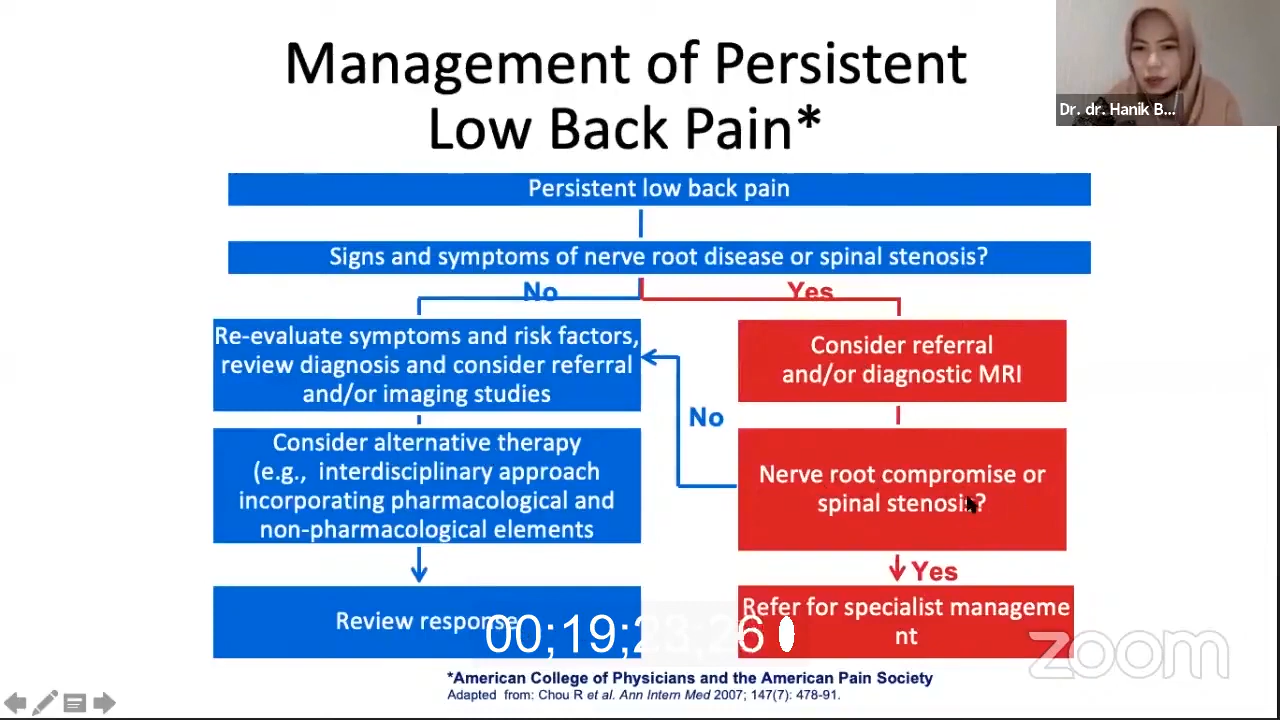 Management of Persistent
Low Back Pain*
Dr. dr. Hanik B...
Persistent low back pain
Signs and symptoms of nerve root disease or spinal stenosis?
No
Yes
Re-evaluate symptoms and risk factors,
review diagnosis and consider referral
and/or imaging studies
Consider referral
and/or diagnostic MRI
No
Consider alternative therapy
(e.g., interdisciplinary approach
incorporating pharmacological and
non-pharmacological elements
Nerve root compromise or
spinal stenosis?
Yes
Review response
Refer for specialist manageme
nt
00;19;23;26
zoom
*American College of Physicians and the American Pain Society
Adapted from: Chou R et al. Ann Intern Med 2007; 147(7): 478-91.